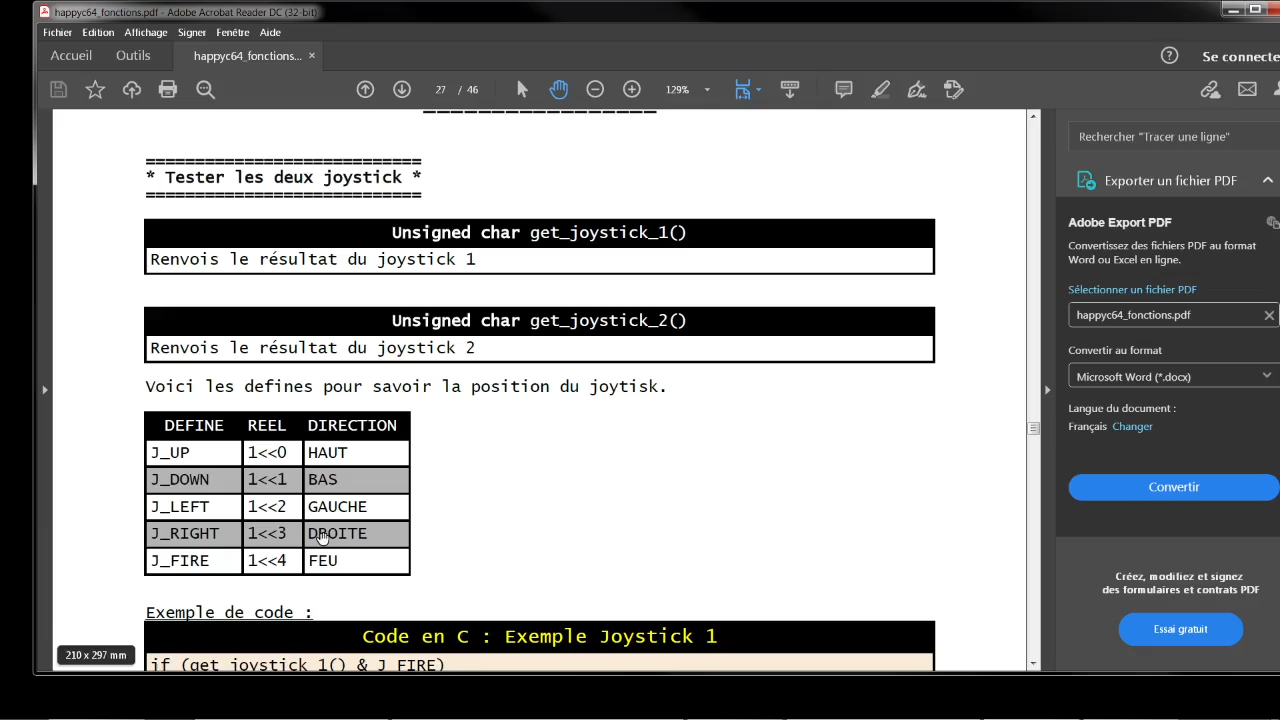 happyc64_fonctions.pdf - Adobe Acrobat Reader DC (32-bit)
Fichier Edition Affichage Signer Fenêtre Aide
Accueil Outils happyc64_fonctions... × ? Se connecte
27 / 46 129%
==========================
* Tester les deux joystick *
==========================
Unsigned char get_joystick_1()
Renvois le résultat du joystick 1
Unsigned char get_joystick_2()
Renvois le résultat du joystick 2
Voici les defines pour savoir la position du joytisk.
DEFINE REEL DIRECTION
J_UP 1<<0 HAUT
J_DOWN 1<<1 BAS
J_LEFT 1<<2 GAUCHE
J_RIGHT 1<<3 DROITE
J_FIRE 1<<4 FEU
Exemple de code :
Code en C : Exemple Joystick 1
if (get_joystick_1() & J_FIRE)
210 x 297 mm
Rechercher "Tracer une ligne"
Exporter un fichier PDF
Adobe Export PDF
Convertissez des fichiers PDF au format
Word ou Excel en ligne.
Sélectionner un fichier PDF
happyc64_fonctions.pdf ×
Convertir au format
Microsoft Word (*.docx)
Langue du document :
Français Changer
Convertir
Créez, modifiez et signez
des formulaires et contrats PDF
Essai gratuit